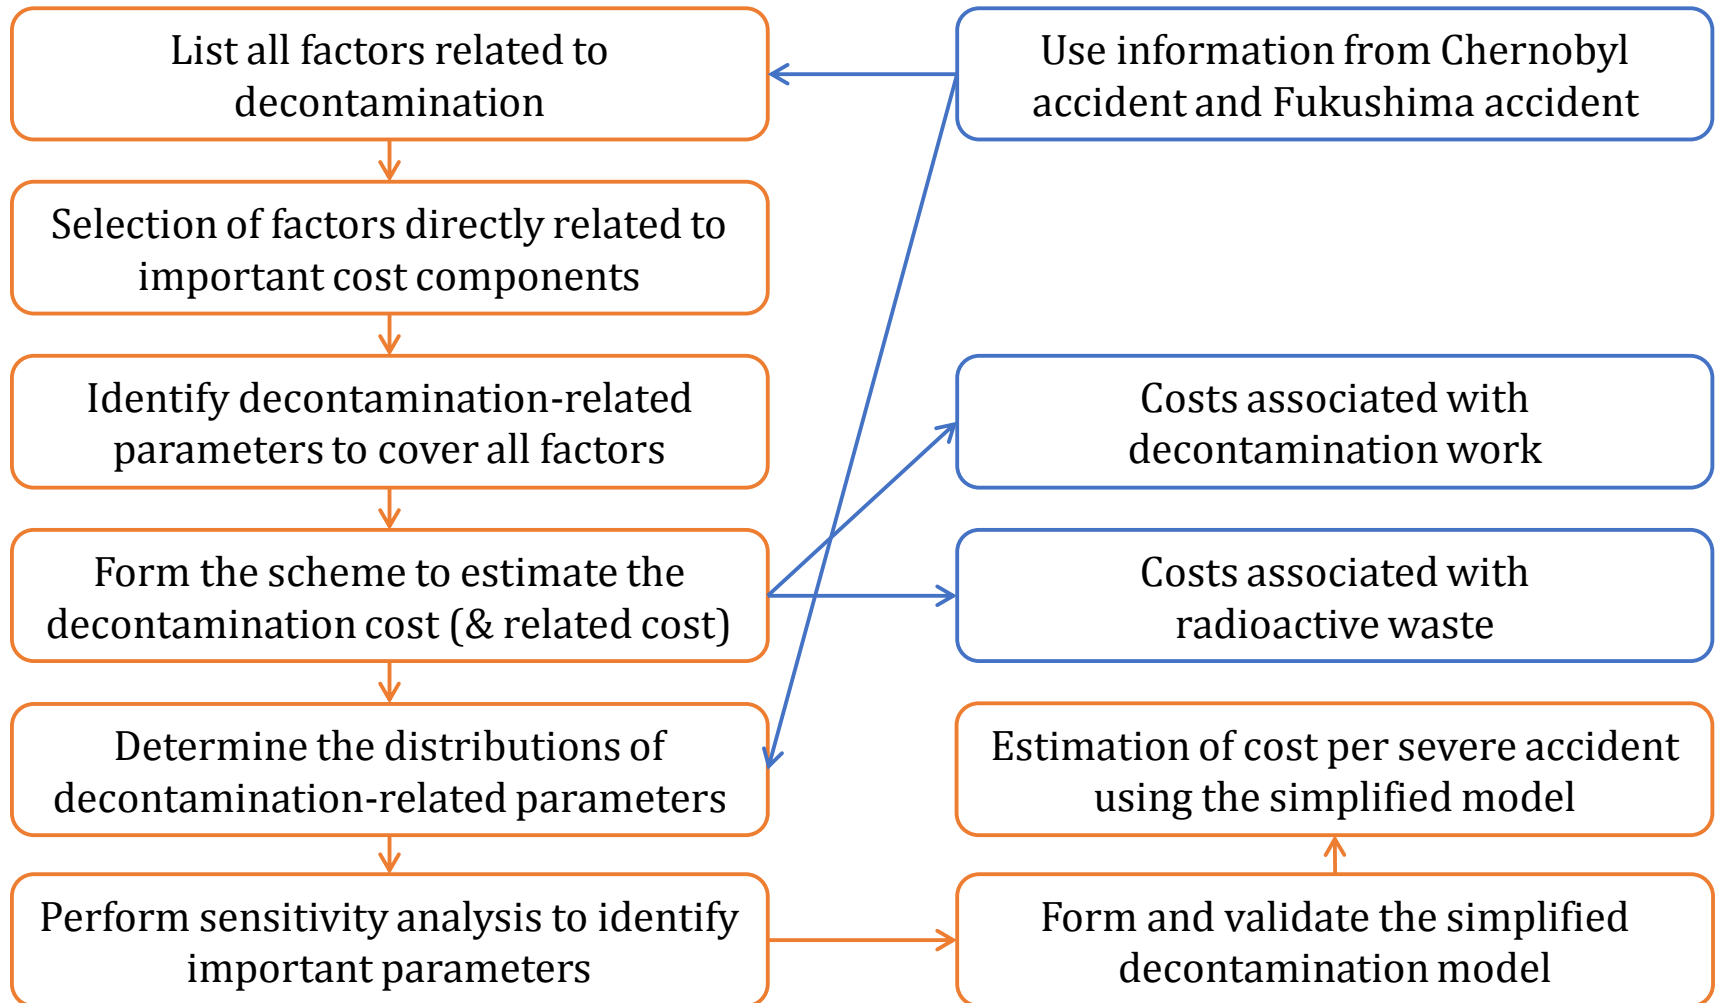 List all factors related to
decontamination
Use information from Chernobyl
accident and Fukushima accident
Selection of factors directly related to
important cost components
Identify decontamination-related
parameters to cover all factors
Costs associated with
decontamination work
Form the scheme to estimate the
decontamination cost (& related cost)
Costs associated with
radioactive waste
Determine the distributions of
decontamination-related parameters
Estimation of cost per severe accident
using the simplified model
Perform sensitivity analysis to identify
important parameters
Form and validate the simplified
decontamination model